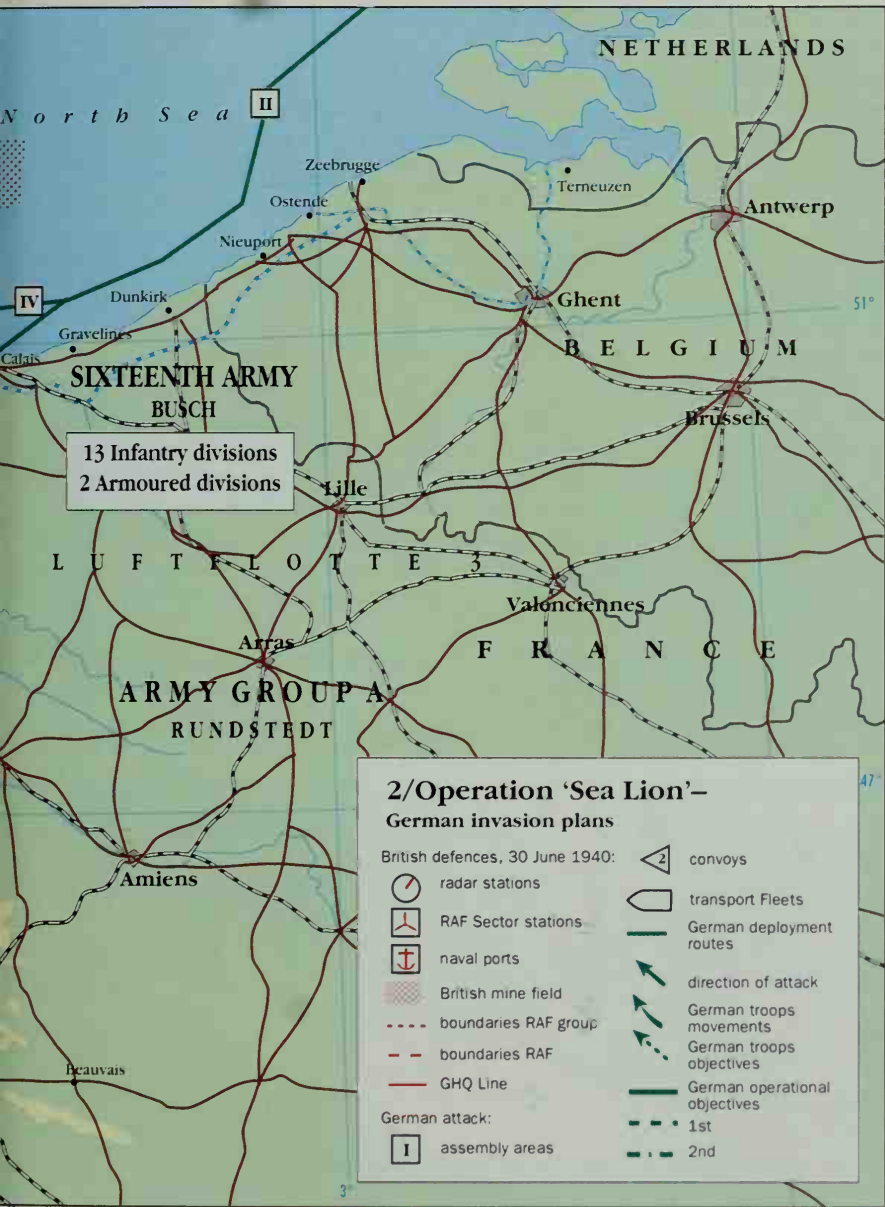 NETHERLANDS
North Sea
II
Zeebrugge
Terneuzen
Ostende
Antwerp
Nieuport
IV
Dunkirk
Ghent
51°
Gravelines
BELGIUM
Calais
SIXTEENTH ARMY
BUSCH
Brussels
13 Infantry divisions
2 Armoured divisions
Lille
LUFTFLOTTE 3
Valonciennes
Arras
FRANCE
ARMY GROUP A
RUNDSTEDT
47°
Amiens
Beauvais
3°
2/Operation ‘Sea Lion’–
German invasion plans
British defences, 30 June 1940:
radar stations
RAF Sector stations
naval ports
British mine field
boundaries RAF group
boundaries RAF
GHQ Line
German attack:
I
assembly areas
2
convoys
transport Fleets
German deployment
routes
direction of attack
German troops
movements
German troops
objectives
German operational
objectives
1st
2nd